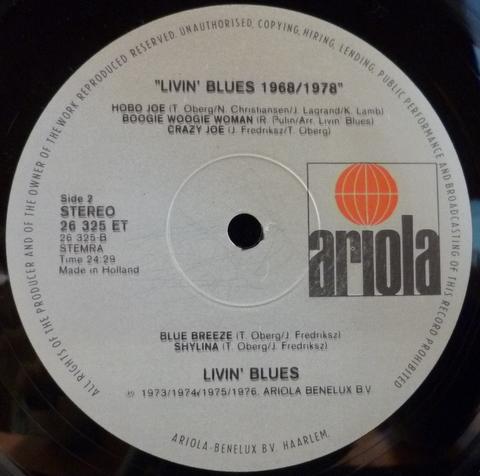 ALL RIGHTS OF THE PRODUCER AND OF THE OWNER OF THE WORK REPRODUCED RESERVED. UNAUTHORISED, COPYING, HIRING, LENDING, PUBLIC PERFORMANCE AND BROADCASTING OF THIS RECORD PROHIBITED
"LIVIN' BLUES 1968/1978"
HOBO JOE (T. Oberg/N. Christiansen/J. Lagrand/K. Lamb)
BOOGIE WOOGIE WOMAN (R. Pulin/Arr. Livin' Blues)
CRAZY JOE (J. Fredriksz/T. Oberg)
Side 2
STEREO
26 325 ET
26 325 B
STEMRA
Time 24:29
Made in Holland
ariola
BLUE BREEZE (T. Oberg/J. Fredriksz)
SHYLINA (T. Oberg/J. Fredriksz)
LIVIN' BLUES
℗ 1973/1974/1975/1976. ARIOLA BENELUX B.V.
ARIOLA-BENELUX B.V. HAARLEM.